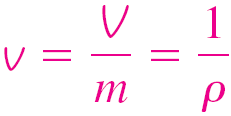 v = V/m = 1/ρ